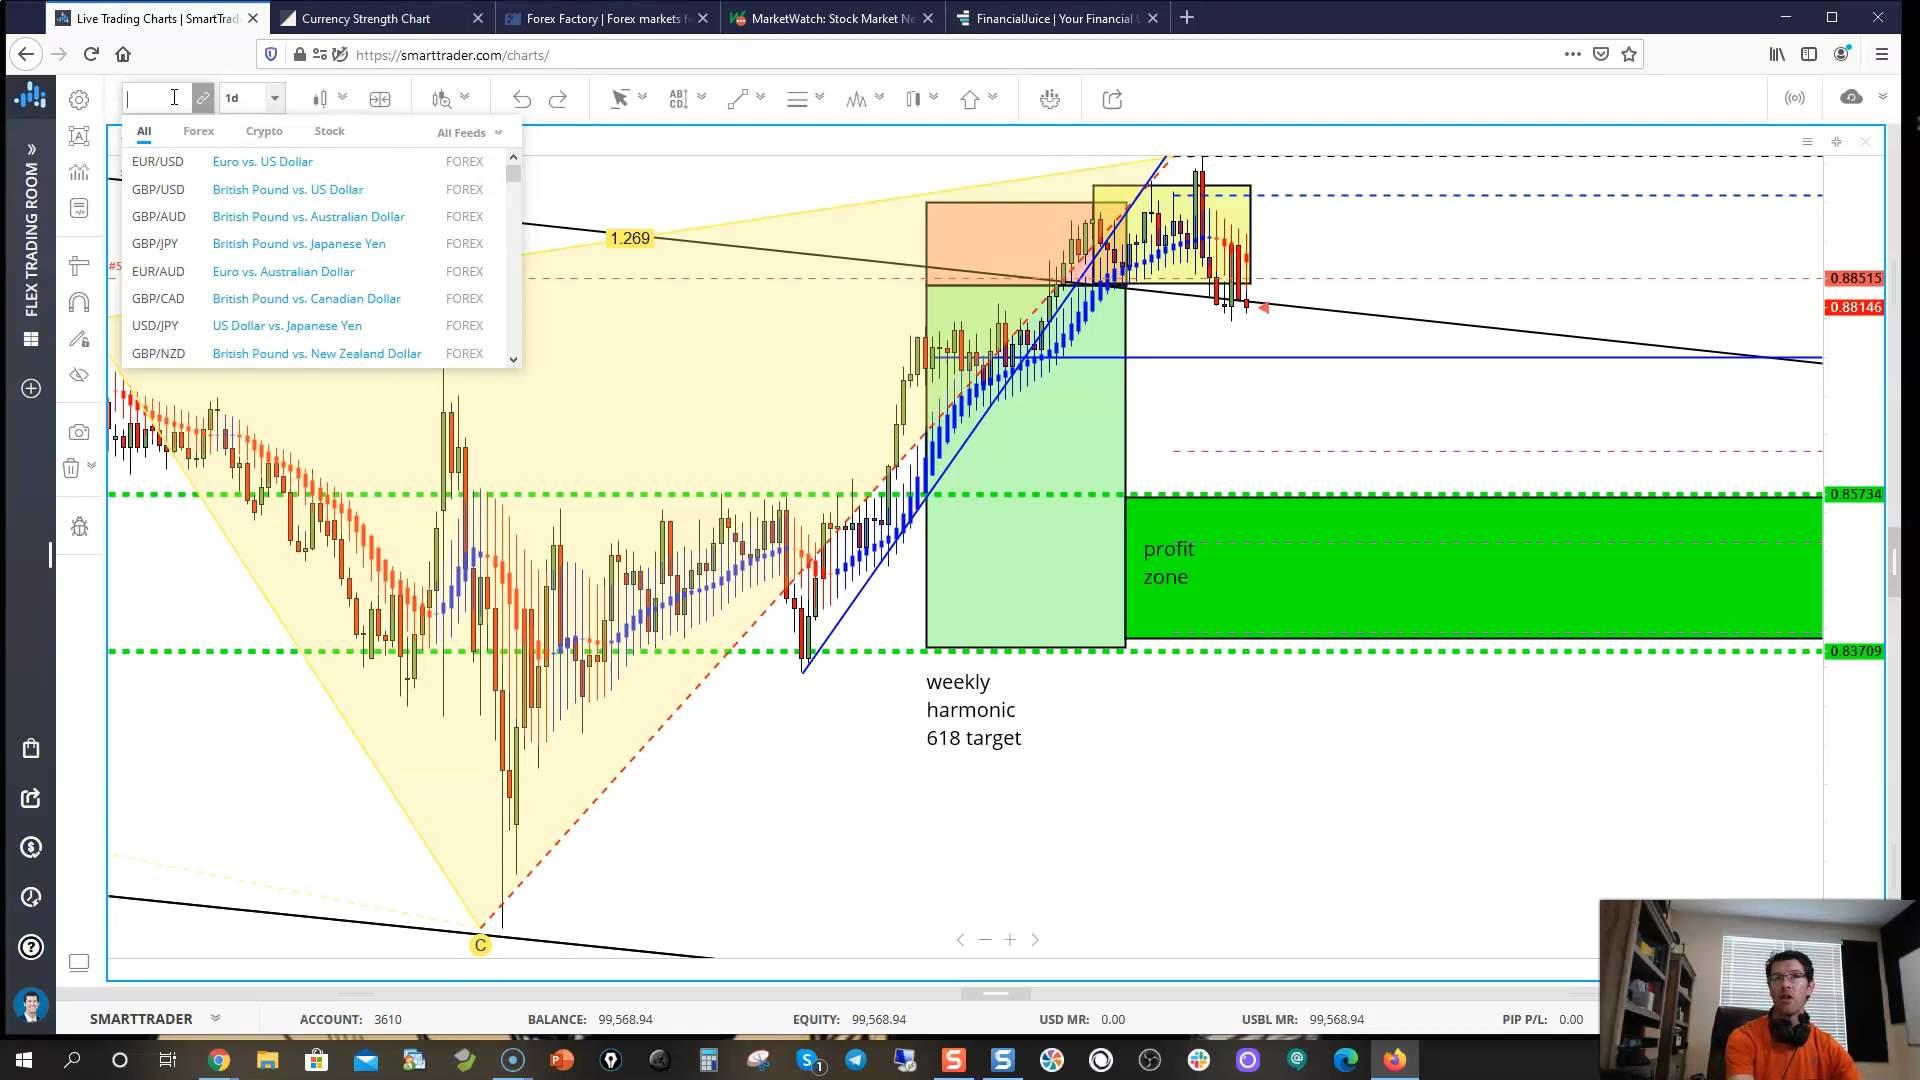 Live Trading Charts | SmartTrade
Currency Strength Chart
Forex Factory | Forex markets f
MarketWatch: Stock Market Ne
FinancialJuice | Your Financial
https://smarttrader.com/charts/
1d
AB
CD
All
Forex
Crypto
Stock
All Feeds
EUR/USD Euro vs. US Dollar FOREX
GBP/USD British Pound vs. US Dollar FOREX
GBP/AUD British Pound vs. Australian Dollar FOREX
GBP/JPY British Pound vs. Japanese Yen FOREX
EUR/AUD Euro vs. Australian Dollar FOREX
GBP/CAD British Pound vs. Canadian Dollar FOREX
USD/JPY US Dollar vs. Japanese Yen FOREX
GBP/NZD British Pound vs. New Zealand Dollar FOREX
FLEX TRADING ROOM
#5
1.269
0.88515
0.88146
0.85734
0.83709
profit
zone
weekly
harmonic
618 target
C
SMARTTRADER
ACCOUNT: 3610
BALANCE: 99,568.94
EQUITY: 99,568.94
USD MR: 0.00
USBL MR: 99,568.94
PIP P/L: 0.00